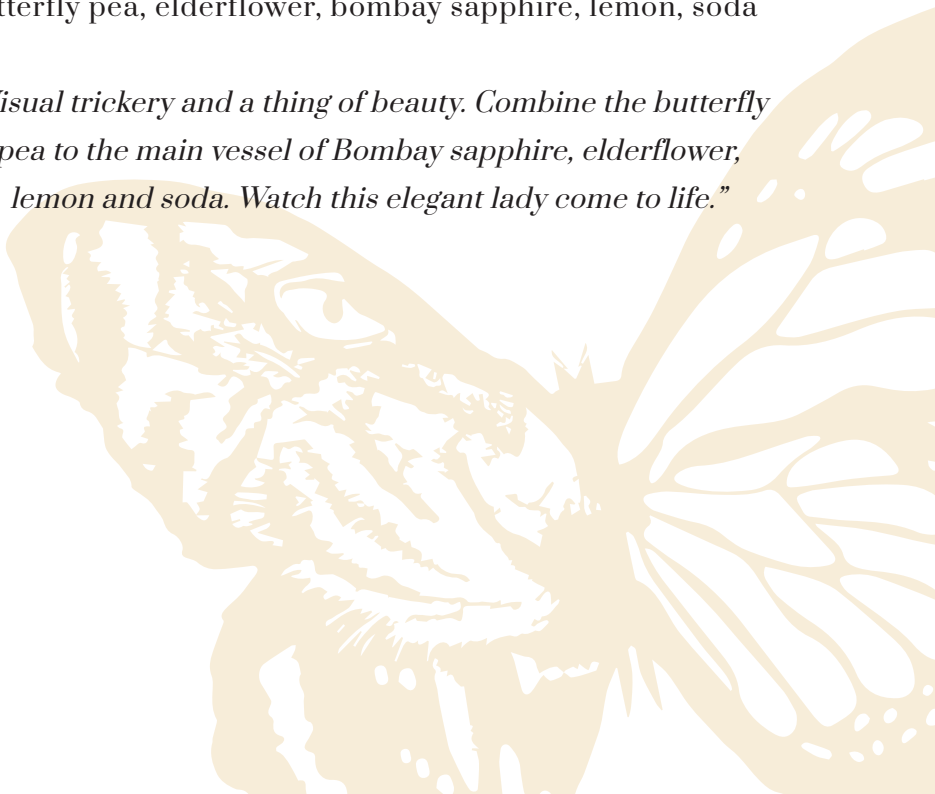 tterfly pea, elderflower, bombay sapphire, lemon, soda
isual trickery and a thing of beauty. Combine the butterfly
pea to the main vessel of Bombay sapphire, elderflower,
lemon and soda. Watch this elegant lady come to life.”